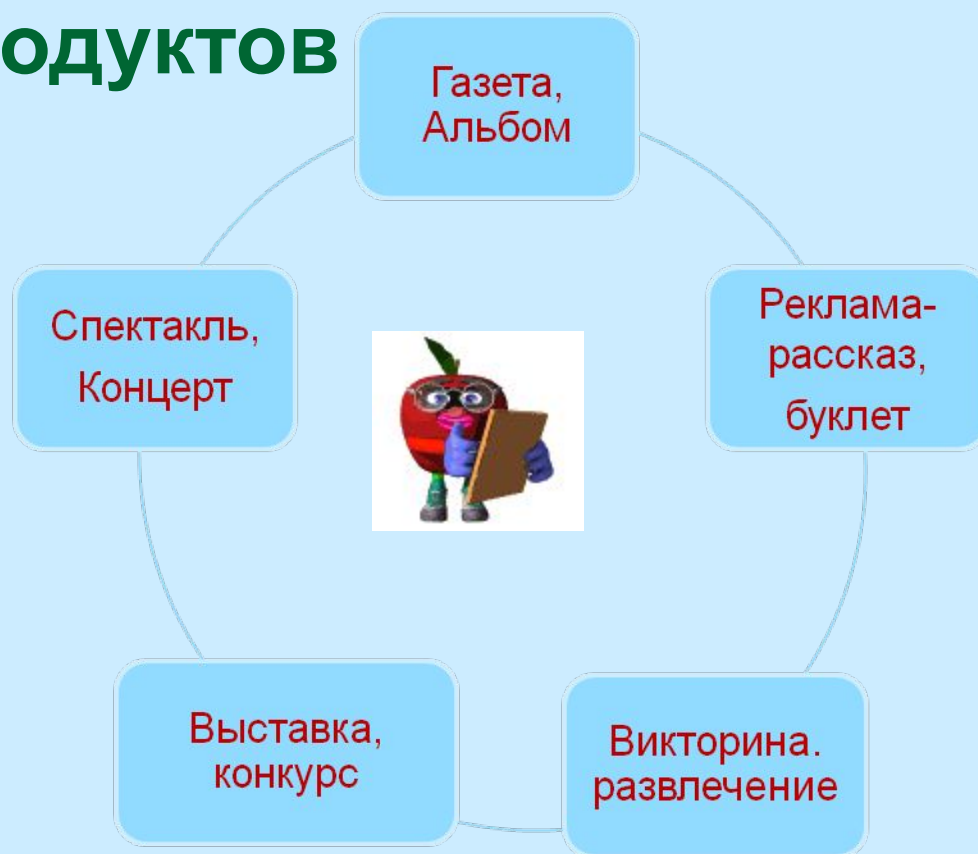 одуктов
Газета,
Альбом
Реклама-
рассказ,
буклет
Викторина.
развлечение
Выставка,
конкурс
Спектакль,
Концерт